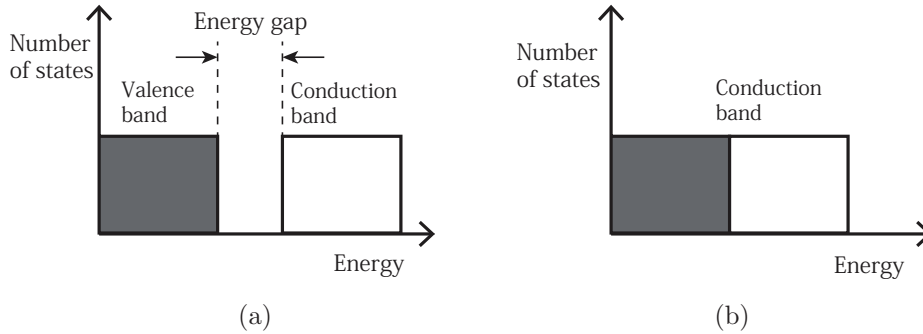 Energy gap
Number
of states
Valence
band
Conduction
band
Energy
(a)
Number
of states
Conduction
band
Energy
(b)